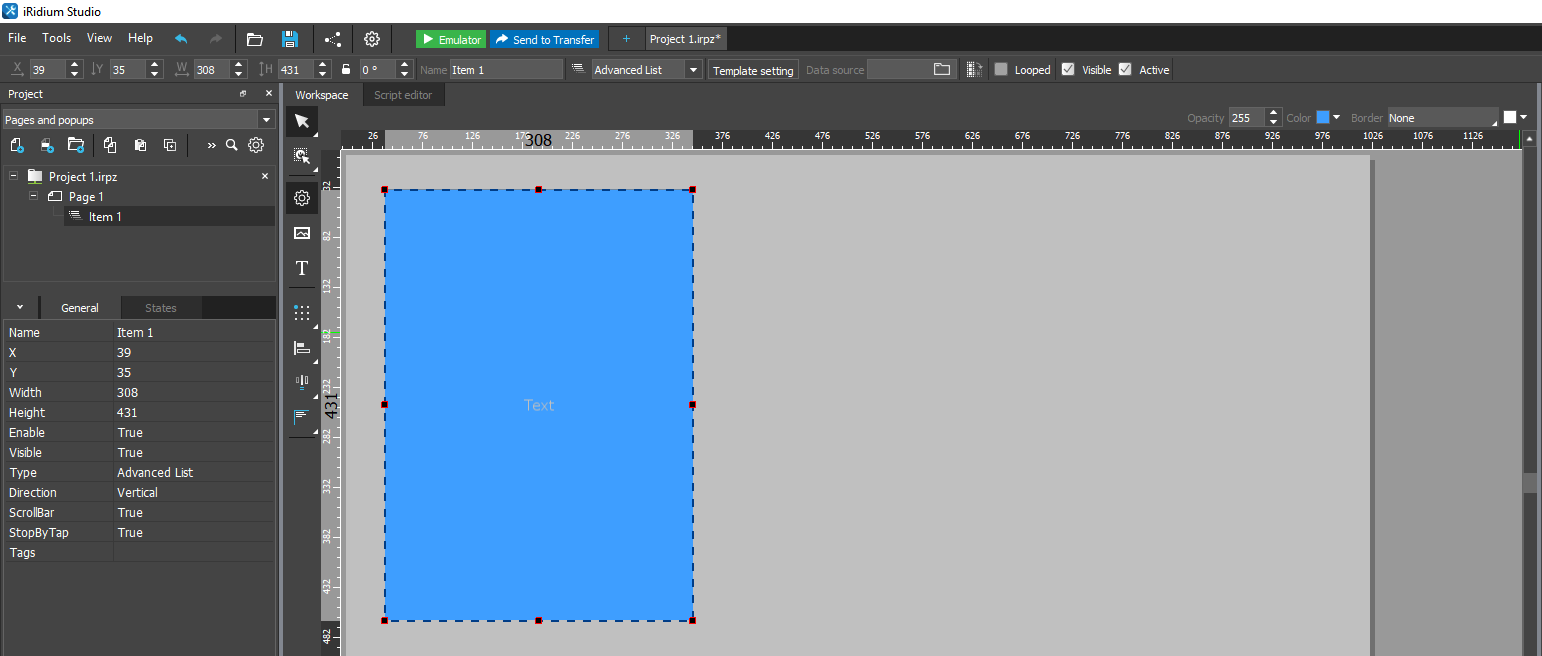 iRidium Studio
File Tools View Help Emulator Send to Transfer + Project 1.irpz*
X 39 Y 35 W 308 H 431 0 ° Name Item 1 Advanced List Template setting Data source Looped Visible Active
Project
Workspace Script editor
Pages and popups
Opacity 255 Color Border None
26 76 126 176 226 276 326 376 426 476 526 576 626 676 726 776 826 876 926 976 1026 1076 1126
308
Project 1.irpz
Page 1
Item 1
32
82
132
182
232
431
282
332
382
432
482
General States
Name Item 1
X 39
Y 35
Width 308
Height 431
Enable True
Visible True
Type Advanced List
Direction Vertical
ScrollBar True
StopByTap True
Tags
Text